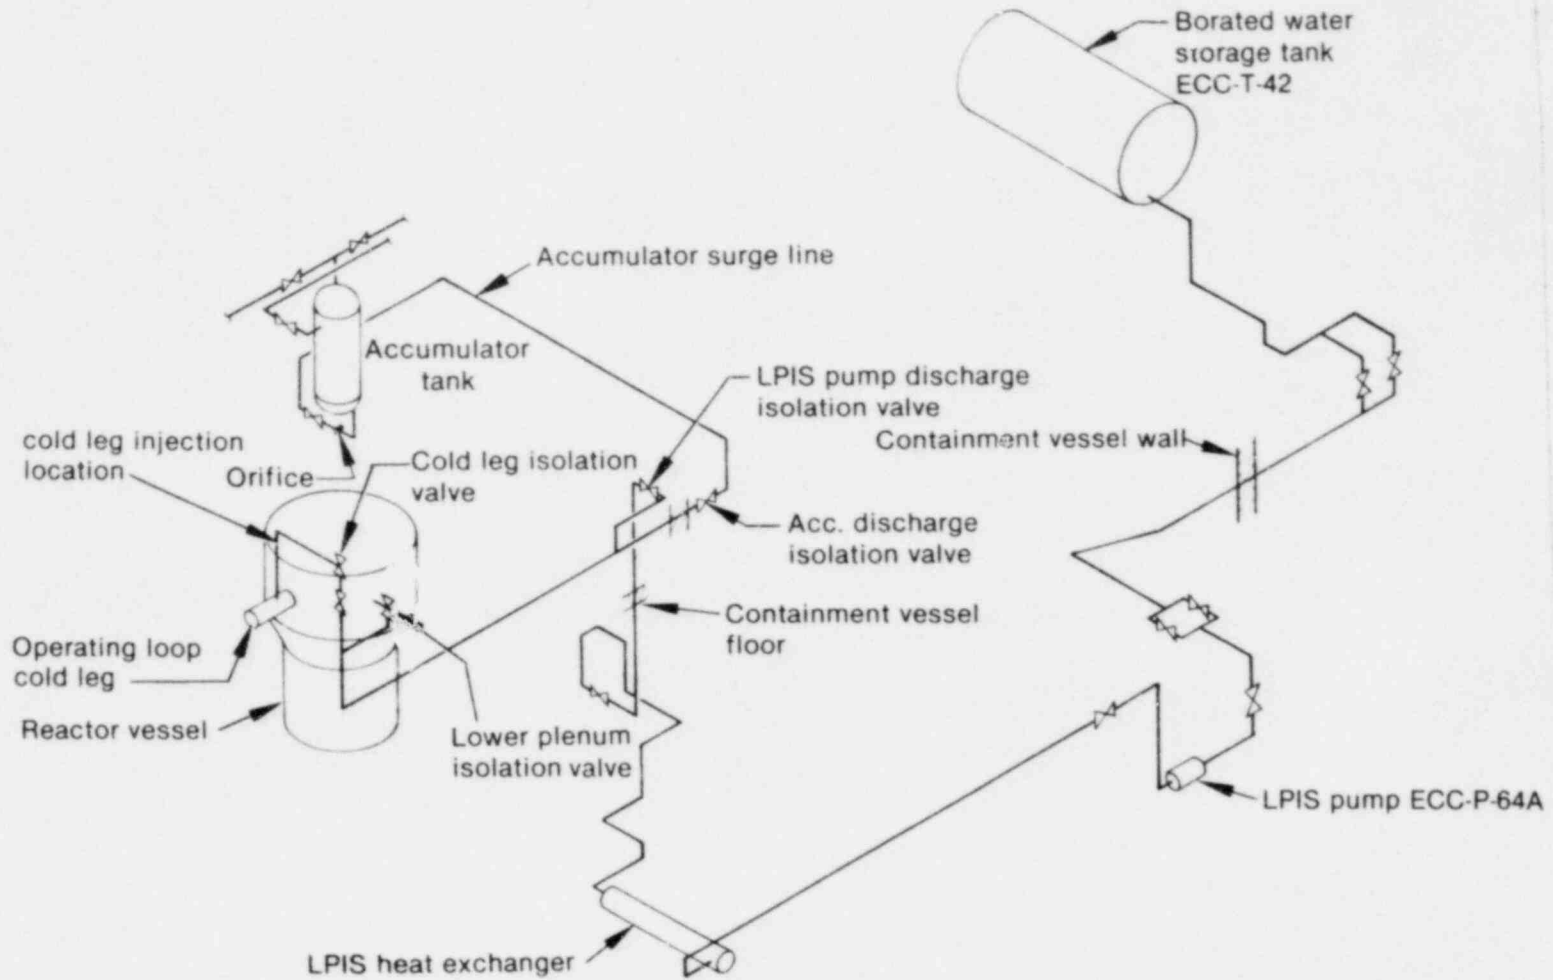 Borated water
storage tank
ECC-T-42
Accumulator surge line
Accumulator
tank
LPIS pump discharge
isolation valve
Containment vessel wall
cold leg injection
location
Orifice
Cold leg isolation
valve
Acc. discharge
isolation valve
Containment vessel
floor
Operating loop
cold leg
Reactor vessel
Lower plenum
isolation valve
LPIS pump ECC-P-64A
LPIS heat exchanger